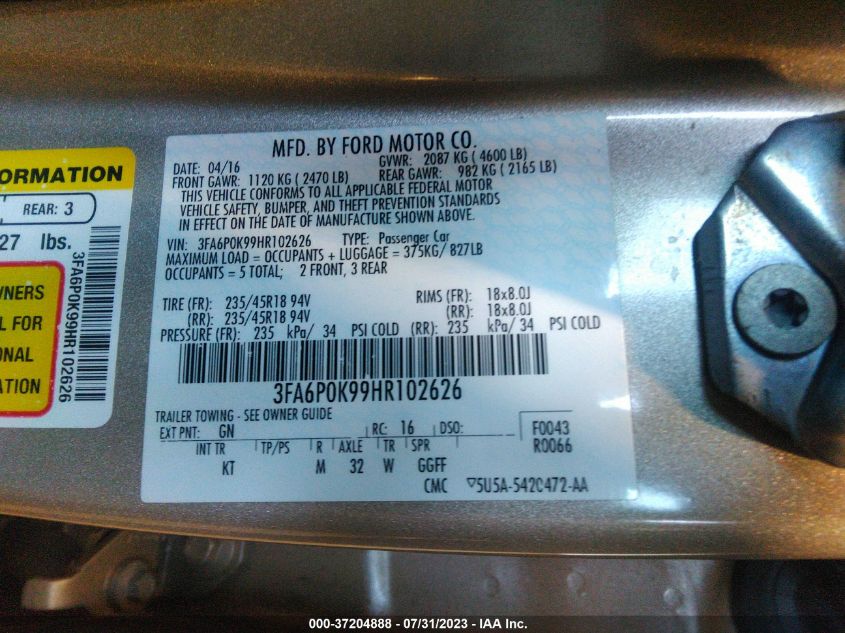 ORMATION
REAR: 3
27 lbs.
WNERS
L FOR
ONAL
TION
3FA6P0K99HR102626
MFD. BY FORD MOTOR CO.
DATE: 04/16 GVWR: 2087 KG ( 4600 LB)
FRONT GAWR: 1120 KG ( 2470 LB) REAR GAWR: 982 KG ( 2165 LB)
THIS VEHICLE CONFORMS TO ALL APPLICABLE FEDERAL MOTOR
VEHICLE SAFETY, BUMPER, AND THEFT PREVENTION STANDARDS
IN EFFECT ON THE DATE OF MANUFACTURE SHOWN ABOVE.
VIN: 3FA6P0K99HR102626 TYPE: Passenger Car
MAXIMUM LOAD = OCCUPANTS + LUGGAGE = 375KG/ 827LB
OCCUPANTS = 5 TOTAL; 2 FRONT, 3 REAR
TIRE (FR): 235/45R18 94V RIMS (FR): 18x8.0J
(RR): 235/45R18 94V (RR): 18x8.0J
PRESSURE (FR): 235 kPa/ 34 PSI COLD (RR): 235 kPa/ 34 PSI COLD
3FA6P0K99HR102626
TRAILER TOWING - SEE OWNER GUIDE
EXT PNT: GN RC: 16 DSO: F0043
R0066
INT TR TP/PS R AXLE TR SPR
KT M 32 W GGFF
CMC ▽5U5A-5420472-AA
000-37204888 - 07/31/2023 - IAA Inc.